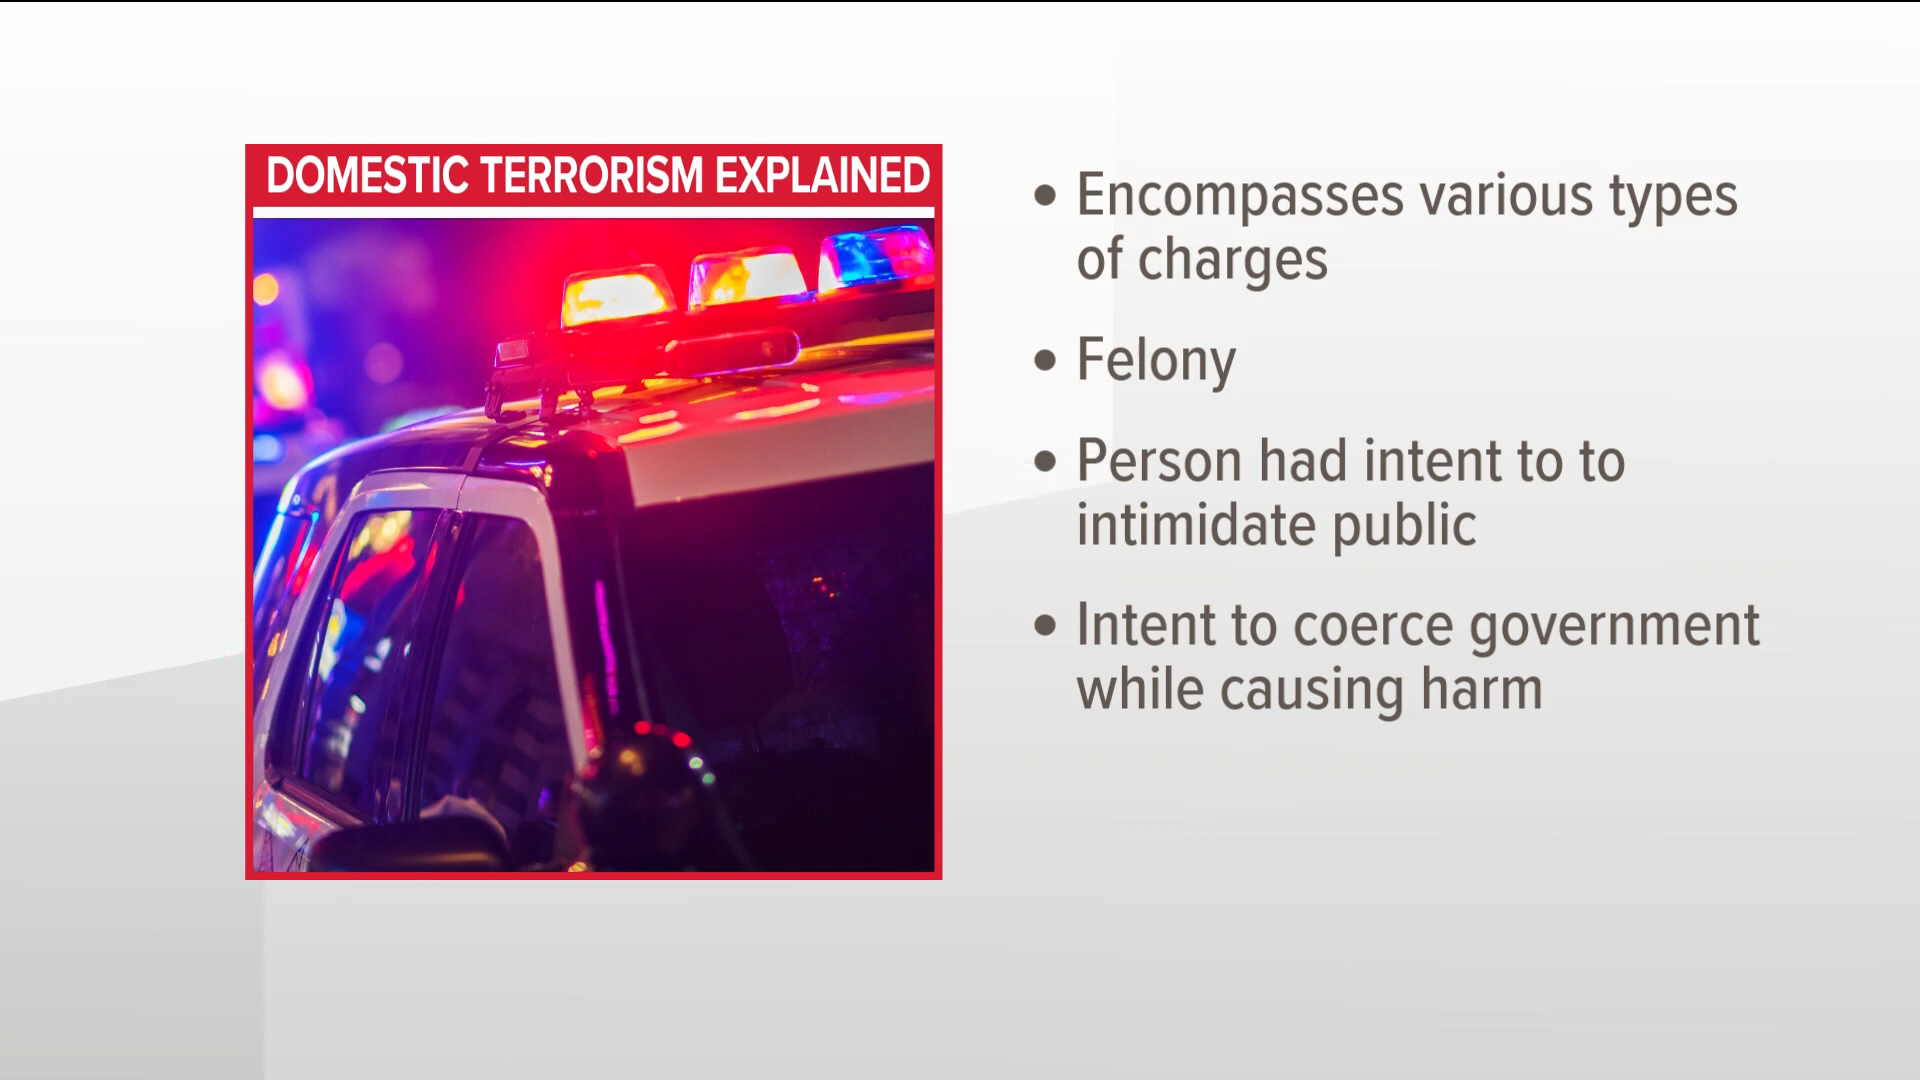 DOMESTIC TERRORISM EXPLAINED
• Encompasses various types
of charges
• Felony
• Person had intent to to
intimidate public
• Intent to coerce government
while causing harm